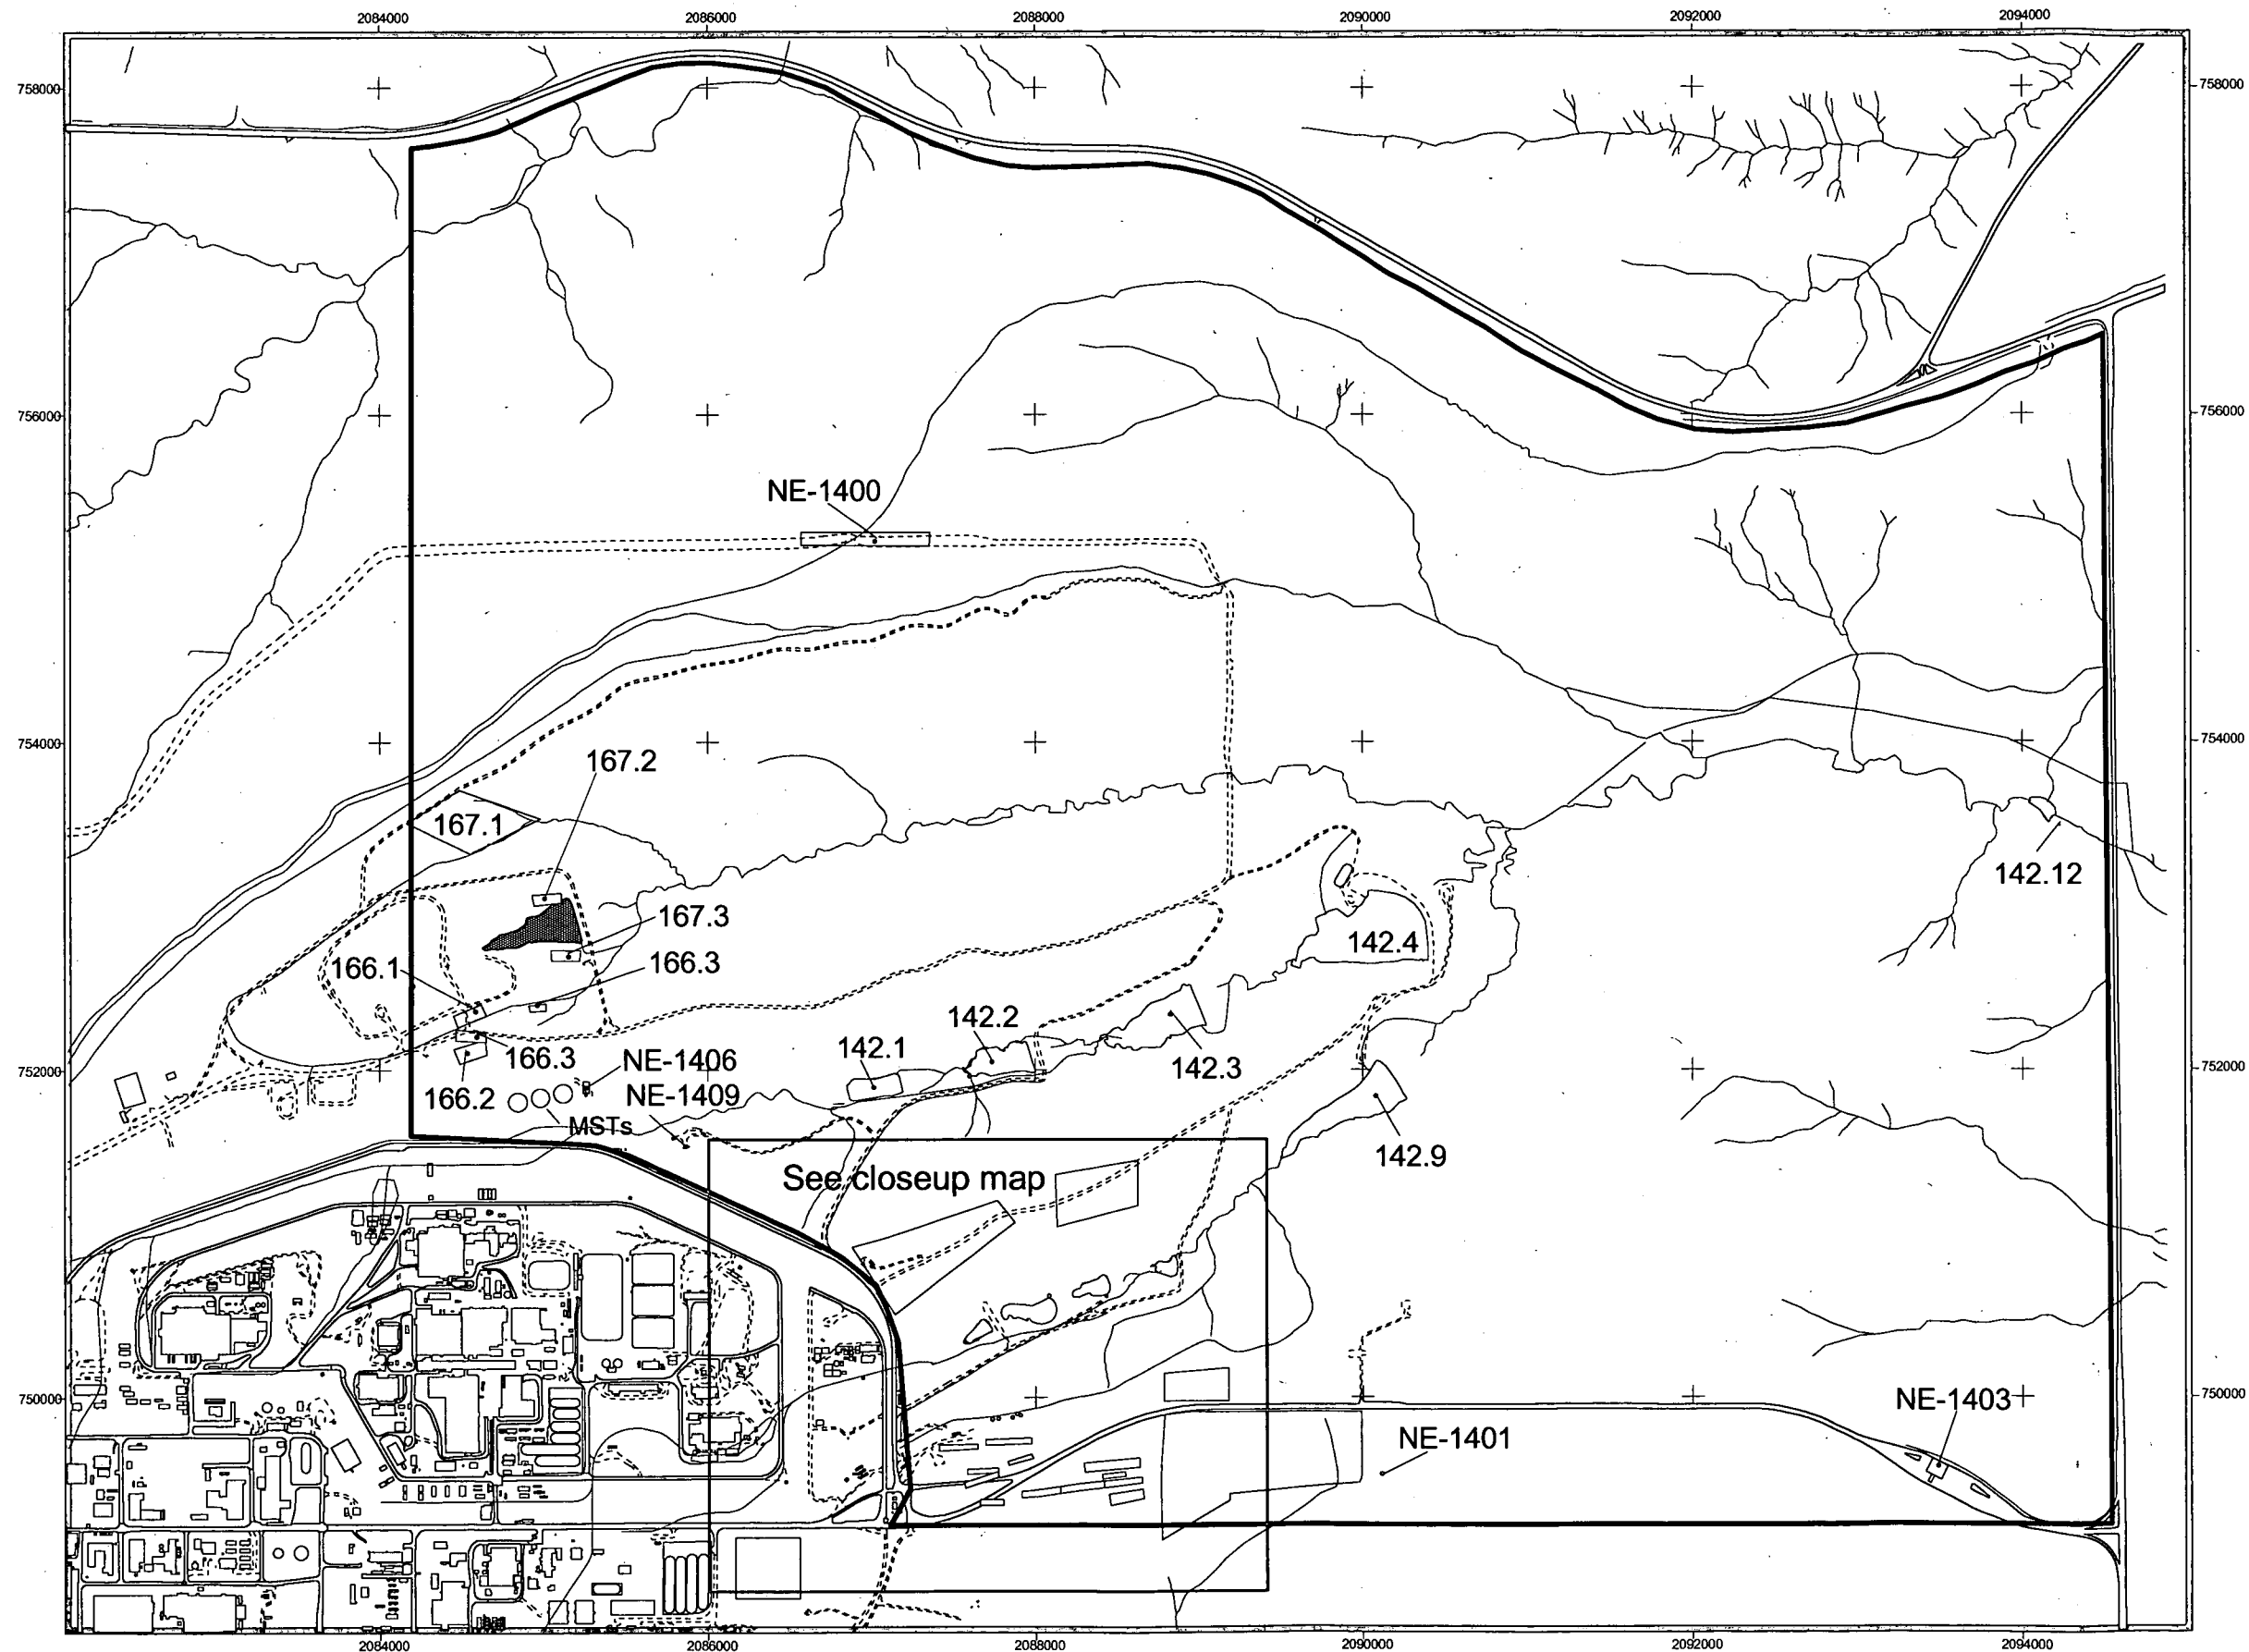 2084000 2086000 2088000 2090000 2092000 2094000
758000 758000
756000 756000
NE-1400
754000 754000
167.2
167.1
142.12
167.3
142.4
166.1 166.3
142.2
142.1
166.3 NE-1406 142.3
752000 752000
166.2 NE-1409
MSTs
142.9
See closeup map
750000 750000
NE-1403
NE-1401
2084000 2086000 2088000 2090000 2092000 2094000